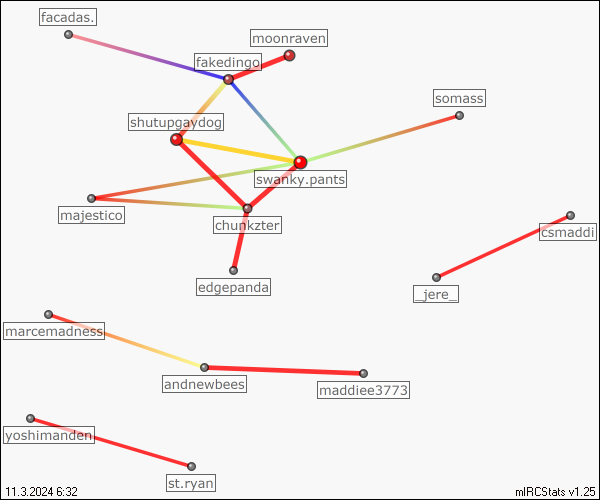 facadas.
moonraven
fakedingo
somass
shutupgaydog
swanky.pants
majestico
chunkzter
csmaddi
edgepanda
_jere_
marcemadness
andnewbees
maddiee3773
yoshimanden
st.ryan
11.3.2024 6:32
mIRCStats v1.25